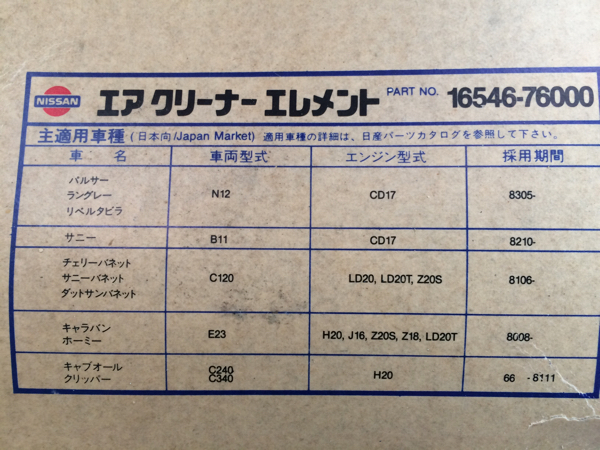 NISSAN エア クリーナー エレメント PART NO. 16546-76000
主適用車種 (日本向/Japan Market) 適用車種の詳細は、日産パーツカタログを参照して下さい。
車 名 車両型式 エンジン型式 採用期間
パルサー
ラングレー N12 CD17 8305-
リベルタビラ
サニー B11 CD17 8210-
チェリーバネット
サニーバネット C120 LD20, LD20T, Z20S 8106-
ダットサンバネット
キャラバン
ホーミー E23 H20, J16, Z20S, Z18, LD20T 8008-
キャブオール C240
クリッパー C340 H20 66 -8111